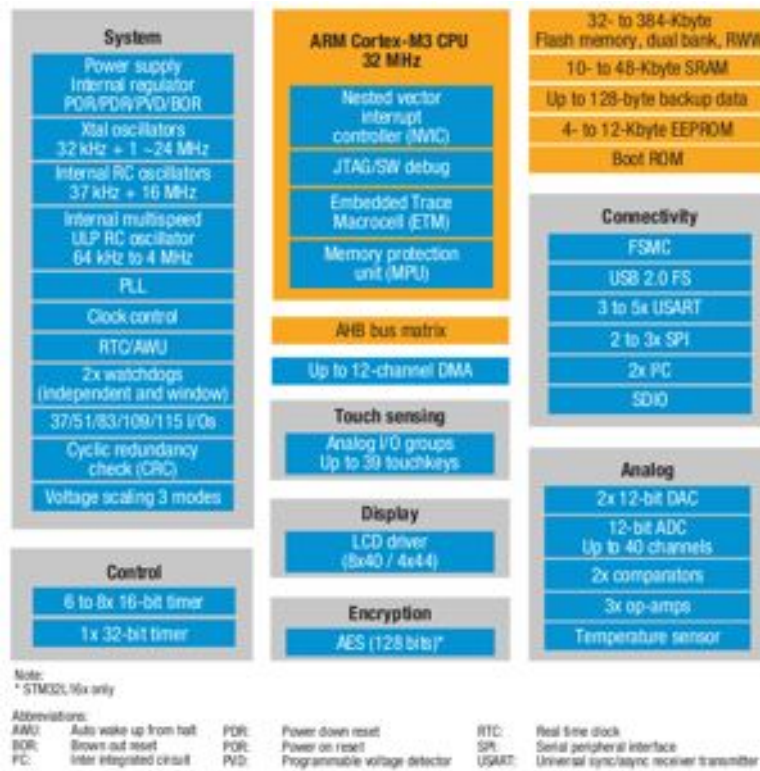 System
Power supply
Internal regulator
POR/PDR/PVD/BOR
Xtal oscillators
32 kHz + 1 ~24 MHz
Internal RC oscillators
37 kHz + 16 MHz
Internal multispeed
ULP RC oscillator
64 kHz to 4 MHz
PLL
Clock control
RTC/AWU
2x watchdogs
(independent and window)
37/51/83/109/115 I/Os
Cyclic redundancy
check (CRC)
Voltage scaling 3 modes
Control
6 to 8x 16-bit timer
1x 32-bit timer
ARM Cortex-M3 CPU
32 MHz
Nested vector
interrupt
controller (NVIC)
JTAG/SW debug
Embedded Trace
Macrocell (ETM)
Memory protection
unit (MPU)
AHB bus matrix
Up to 12-channel DMA
Touch sensing
Analog I/O groups
Up to 39 touchkeys
Display
LCD driver
(8x40 / 4x44)
Encryption
AES (128 bits)*
32- to 384-Kbyte
Flash memory, dual bank, RWW
10- to 48-Kbyte SRAM
Up to 128-byte backup data
4- to 12-Kbyte EEPROM
Boot ROM
Connectivity
FSMC
USB 2.0 FS
3 to 5x USART
2 to 3x SPI
2x I²C
SDIO
Analog
2x 12-bit DAC
12-bit ADC
Up to 40 channels
2x comparators
3x op-amps
Temperature sensor
Note:
* STM32L16x only
Abbreviations:
AWU: Auto wake up from halt PDR: Power down reset RTC: Real time clock
BOR: Brown out reset POR: Power on reset SPI: Serial peripheral interface
I²C: Inter integrated circuit PVD: Programmable voltage detector USART: Universal sync/async receiver transmitter